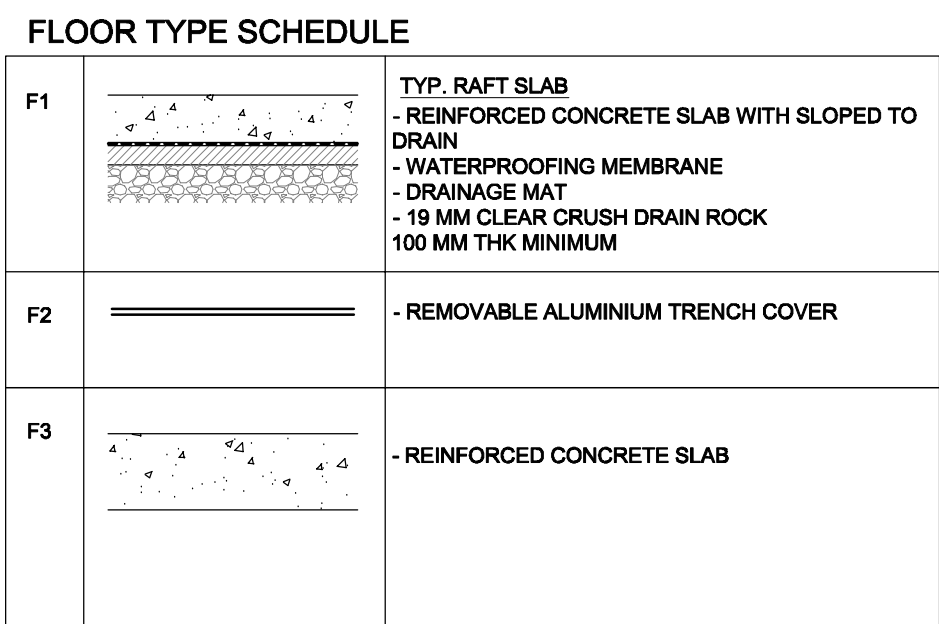 FLOOR TYPE SCHEDULE
F1
TYP. RAFT SLAB
- REINFORCED CONCRETE SLAB WITH SLOPED TO
DRAIN
- WATERPROOFING MEMBRANE
- DRAINAGE MAT
- 19 MM CLEAR CRUSH DRAIN ROCK
100 MM THK MINIMUM
F2
- REMOVABLE ALUMINIUM TRENCH COVER
F3
- REINFORCED CONCRETE SLAB